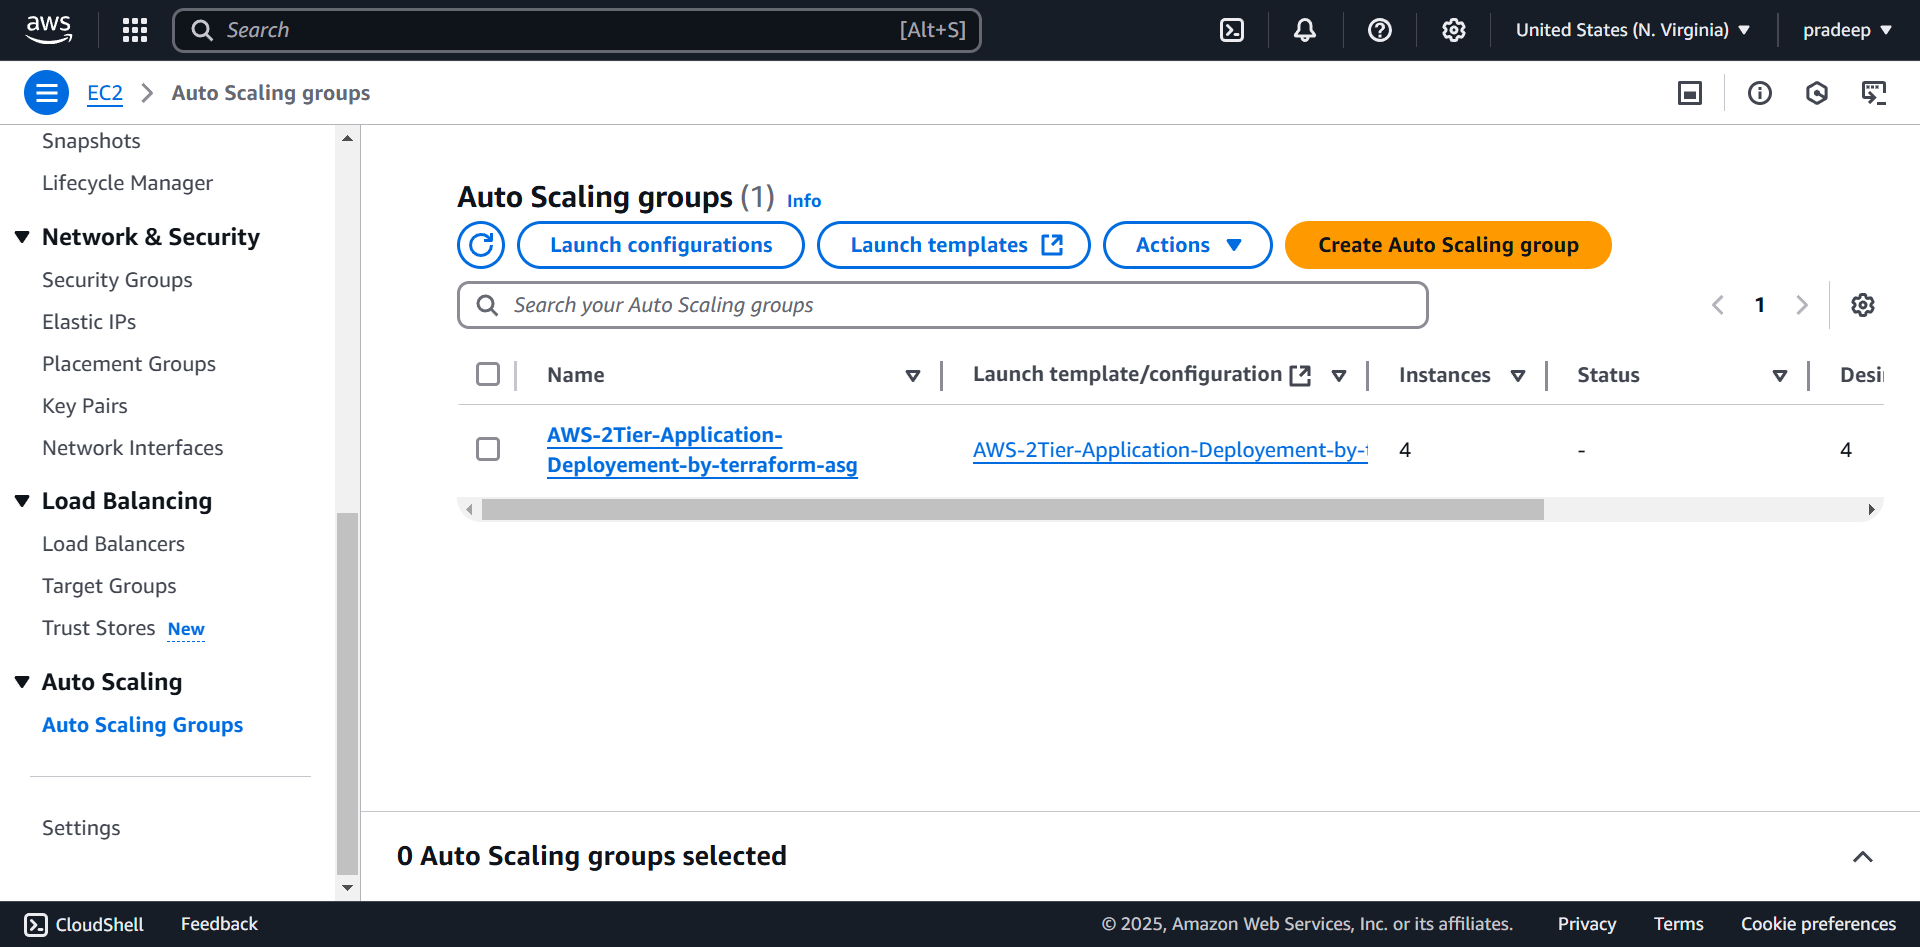 aws
Search [Alt+S]
United States (N. Virginia)
pradeep
EC2
Auto Scaling groups
Snapshots
Lifecycle Manager
Network & Security
Security Groups
Elastic IPs
Placement Groups
Key Pairs
Network Interfaces
Load Balancing
Load Balancers
Target Groups
Trust Stores New
Auto Scaling
Auto Scaling Groups
Settings
Auto Scaling groups (1) Info
Launch configurations
Launch templates
Actions
Create Auto Scaling group
Search your Auto Scaling groups
1
Name
Launch template/configuration
Instances
Status
Desi
AWS-2Tier-Application-
Deployement-by-terraform-asg
AWS-2Tier-Application-Deployement-by-
4
-
4
0 Auto Scaling groups selected
CloudShell
Feedback
© 2025, Amazon Web Services, Inc. or its affiliates.
Privacy
Terms
Cookie preferences